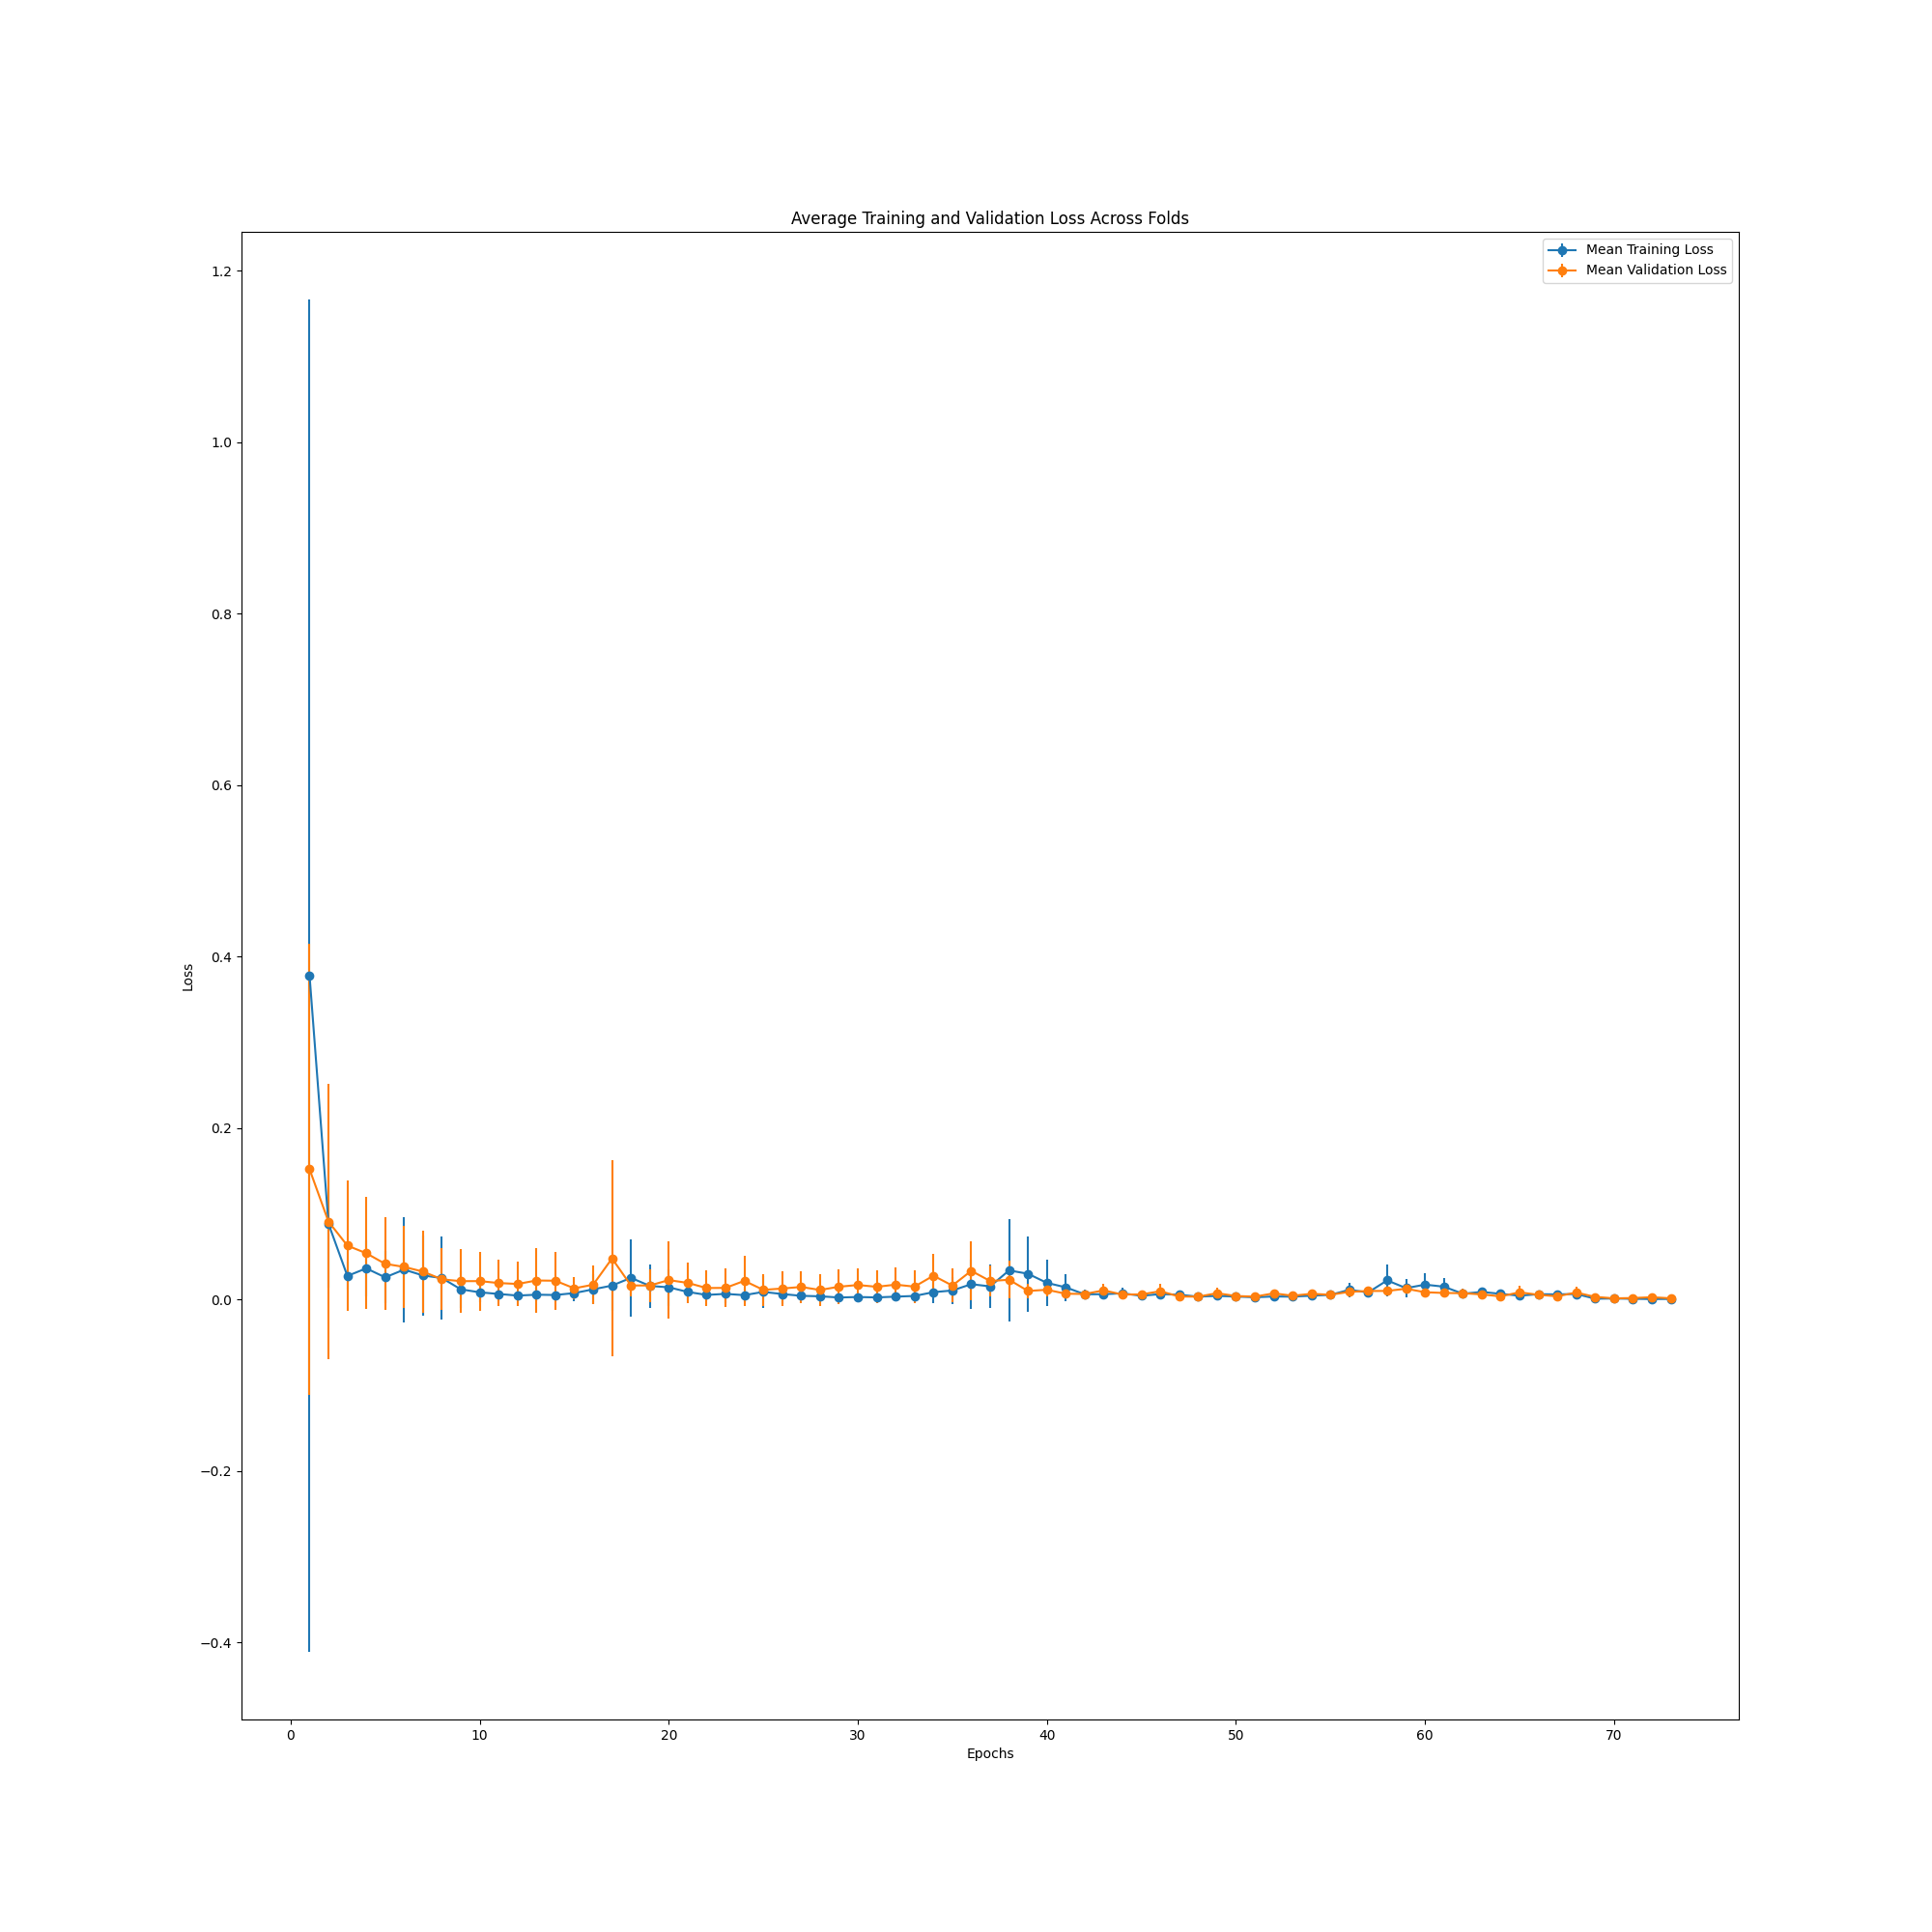 Average Training and Validation Loss Across Folds
Mean Training Loss
Mean Validation Loss
1.2
1.0
0.8
0.6
0.4
0.2
0.0
−0.2
−0.4
Loss
0 10 20 30 40 50 60 70
Epochs